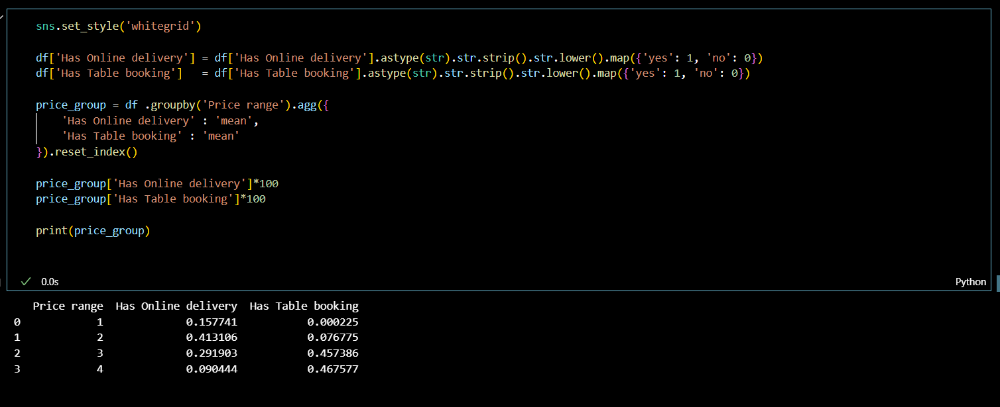 sns.set_style('whitegrid')
df['Has Online delivery'] = df['Has Online delivery'].astype(str).str.strip().str.lower().map({'yes': 1, 'no': 0})
df['Has Table booking']   = df['Has Table booking'].astype(str).str.strip().str.lower().map({'yes': 1, 'no': 0})
price_group = df .groupby('Price range').agg({
    'Has Online delivery' : 'mean',
    'Has Table booking' : 'mean'
}).reset_index()
price_group['Has Online delivery']*100
price_group['Has Table booking']*100
print(price_group)
0.0s Python
   Price range  Has Online delivery  Has Table booking
0            1             0.157741           0.000225
1            2             0.413106           0.076775
2            3             0.291903           0.457386
3            4             0.090444           0.467577